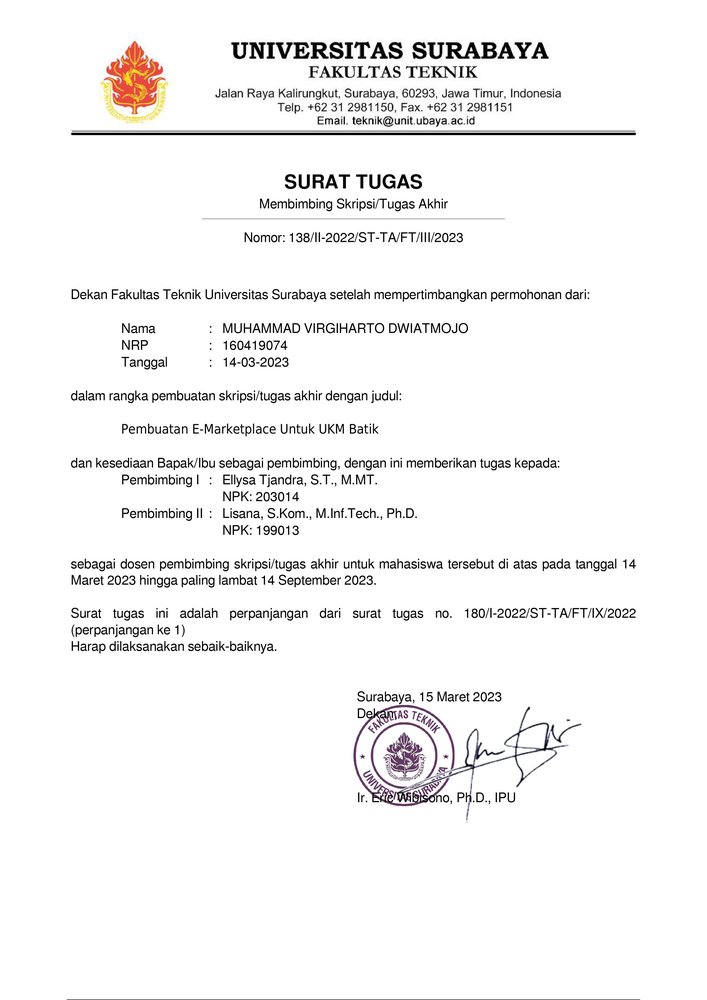 UNIVERSITAS SURABAYA
FAKULTAS TEKNIK
Jalan Raya Kalirungkut, Surabaya, 60293, Jawa Timur, Indonesia
Telp. +62 31 2981150, Fax. +62 31 2981151
Email. teknik@unit.ubaya.ac.id
SURAT TUGAS
Membimbing Skripsi/Tugas Akhir
Nomor: 138/II-2022/ST-TA/FT/III/2023
Dekan Fakultas Teknik Universitas Surabaya setelah mempertimbangkan permohonan dari:
Nama : MUHAMMAD VIRGIHARTO DWIATMOJO
NRP : 160419074
Tanggal : 14-03-2023
dalam rangka pembuatan skripsi/tugas akhir dengan judul:
Pembuatan E-Marketplace Untuk UKM Batik
dan kesediaan Bapak/Ibu sebagai pembimbing, dengan ini memberikan tugas kepada:
Pembimbing I : Ellysa Tjandra, S.T., M.MT.
NPK: 203014
Pembimbing II : Lisana, S.Kom., M.Inf.Tech., Ph.D.
NPK: 199013
sebagai dosen pembimbing skripsi/tugas akhir untuk mahasiswa tersebut di atas pada tanggal 14
Maret 2023 hingga paling lambat 14 September 2023.
Surat tugas ini adalah perpanjangan dari surat tugas no. 180/I-2022/ST-TA/FT/IX/2022
(perpanjangan ke 1)
Harap dilaksanakan sebaik-baiknya.
Surabaya, 15 Maret 2023
Dekan,
FAKULTAS TEKNIK
UNIVERSITAS SURABAYA
Ir. Eric Wibisono, Ph.D., IPU